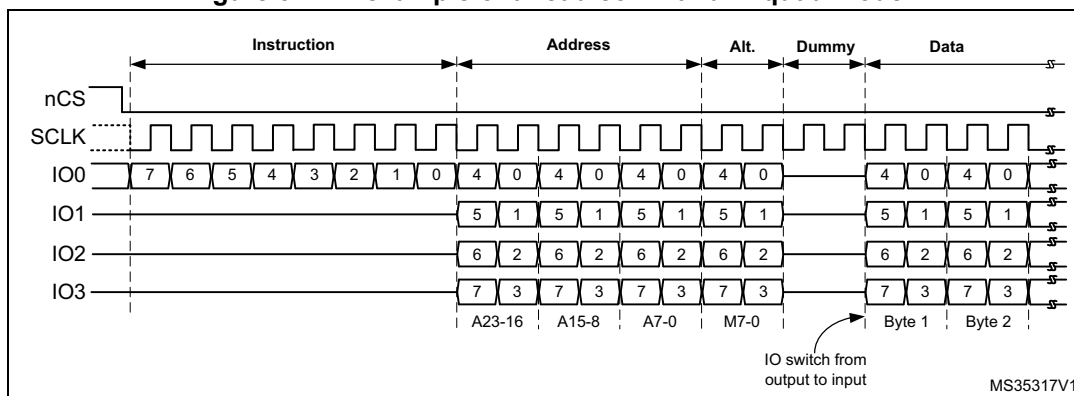 Instruction Address Alt. Dummy Data
nCS
SCLK
IO0 7 6 5 4 3 2 1 0 4 0 4 0 4 0 4 0 4 0 4 0
IO1 5 1 5 1 5 1 5 1 5 1 5 1
IO2 6 2 6 2 6 2 6 2 6 2 6 2
IO3 7 3 7 3 7 3 7 3 7 3 7 3
A23-16 A15-8 A7-0 M7-0 Byte 1 Byte 2
IO switch from
output to input
MS35317V1